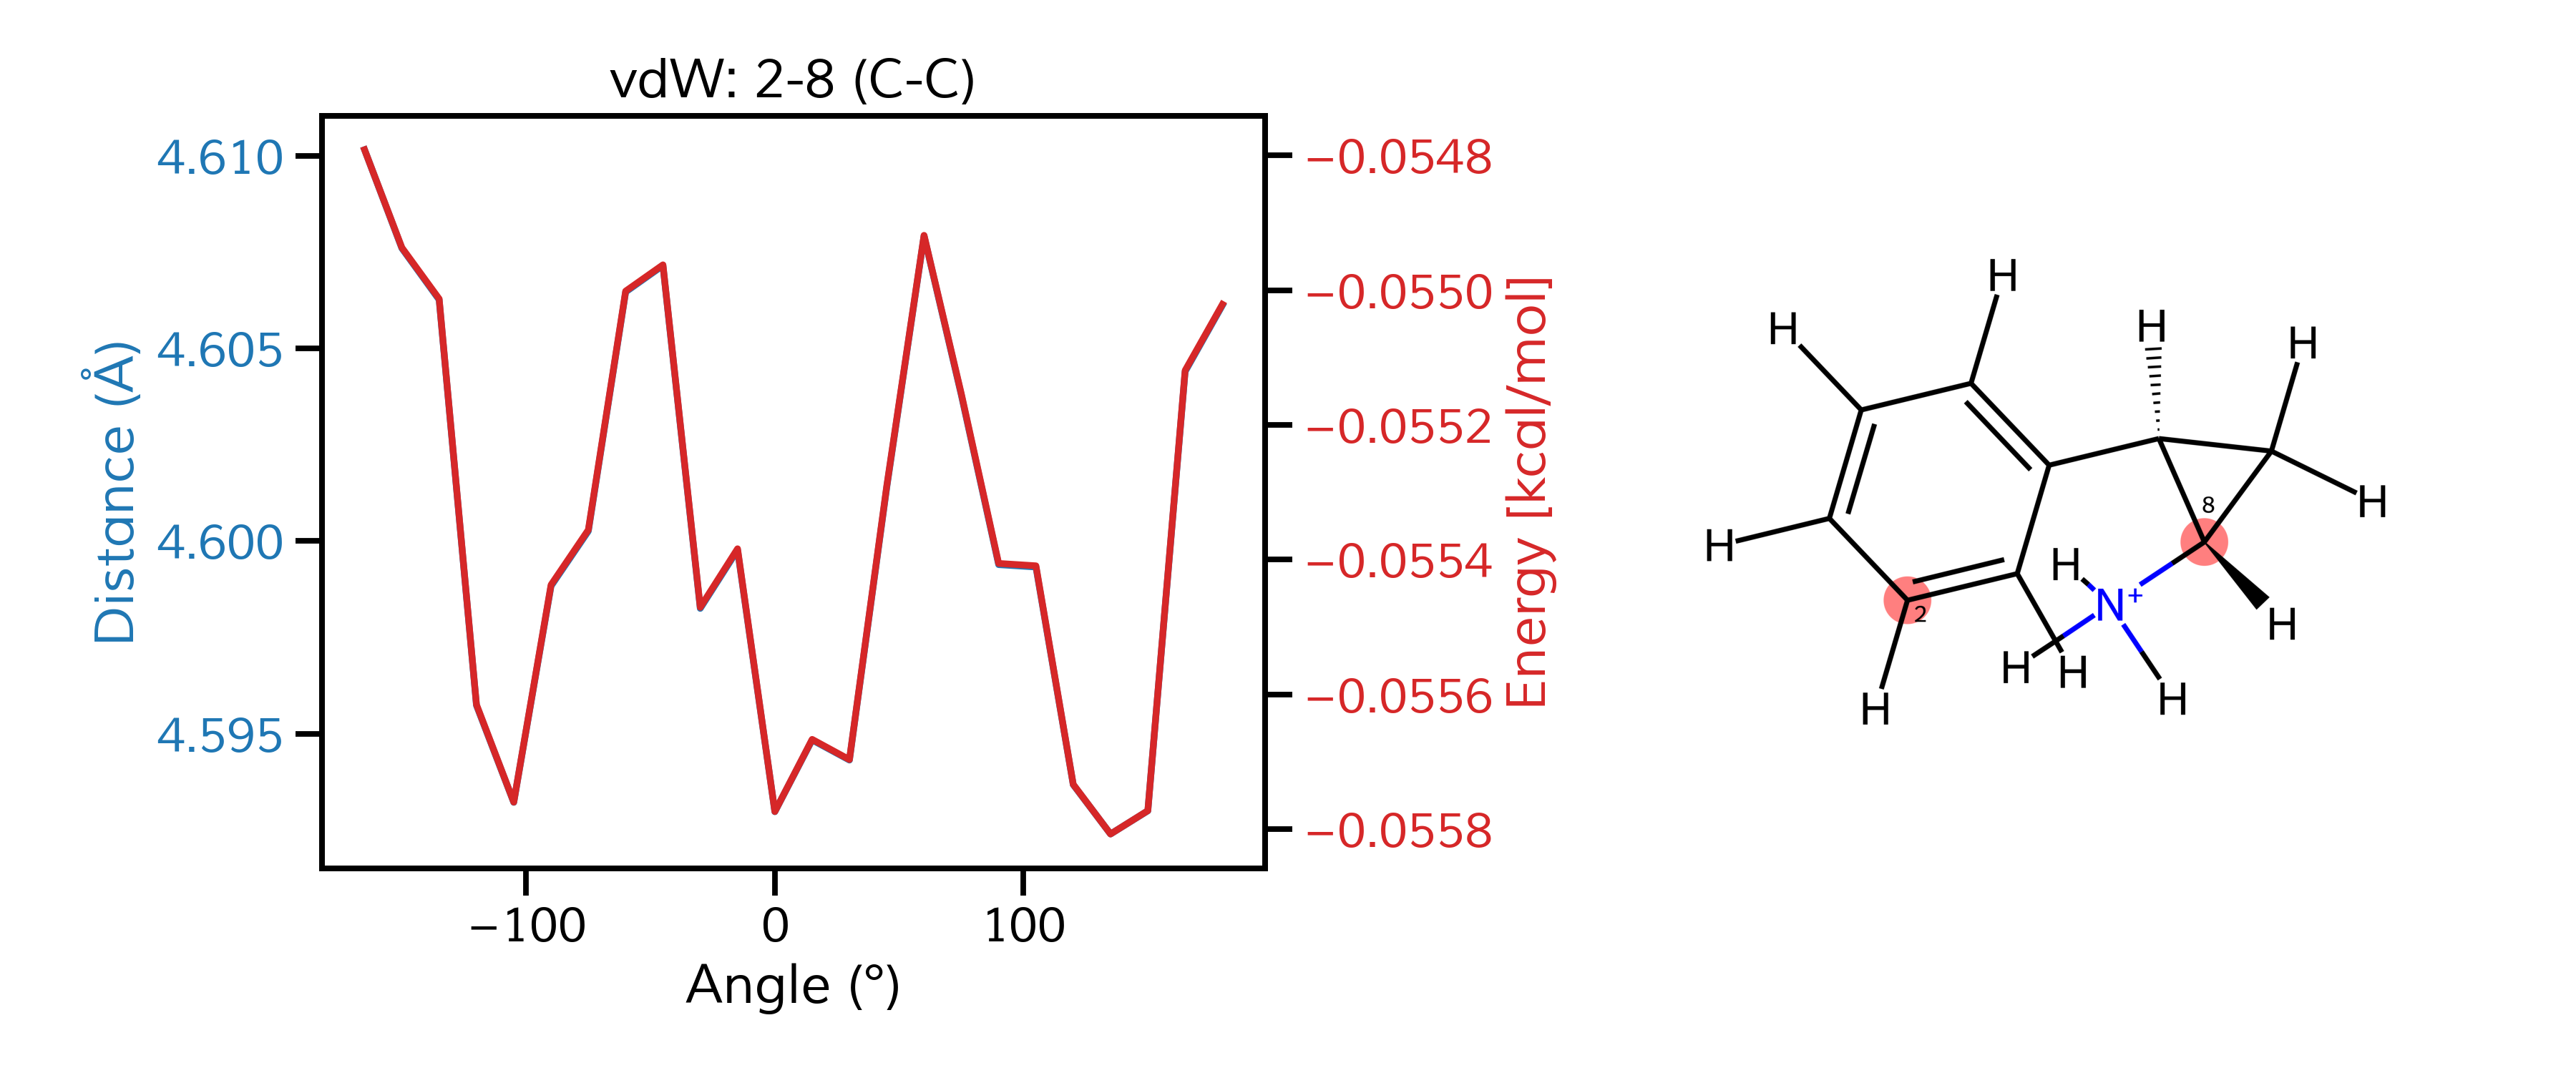 vdW: 2-8 (C-C)
Distance (Å)
4.610
4.605
4.600
4.595
−0.0548
−0.0550
−0.0552
−0.0554
−0.0556
−0.0558
Energy [kcal/mol]
−100
0
100
Angle (°)
H
H
H
H
H
H
8
H
N+
2
H
H
H
H
H